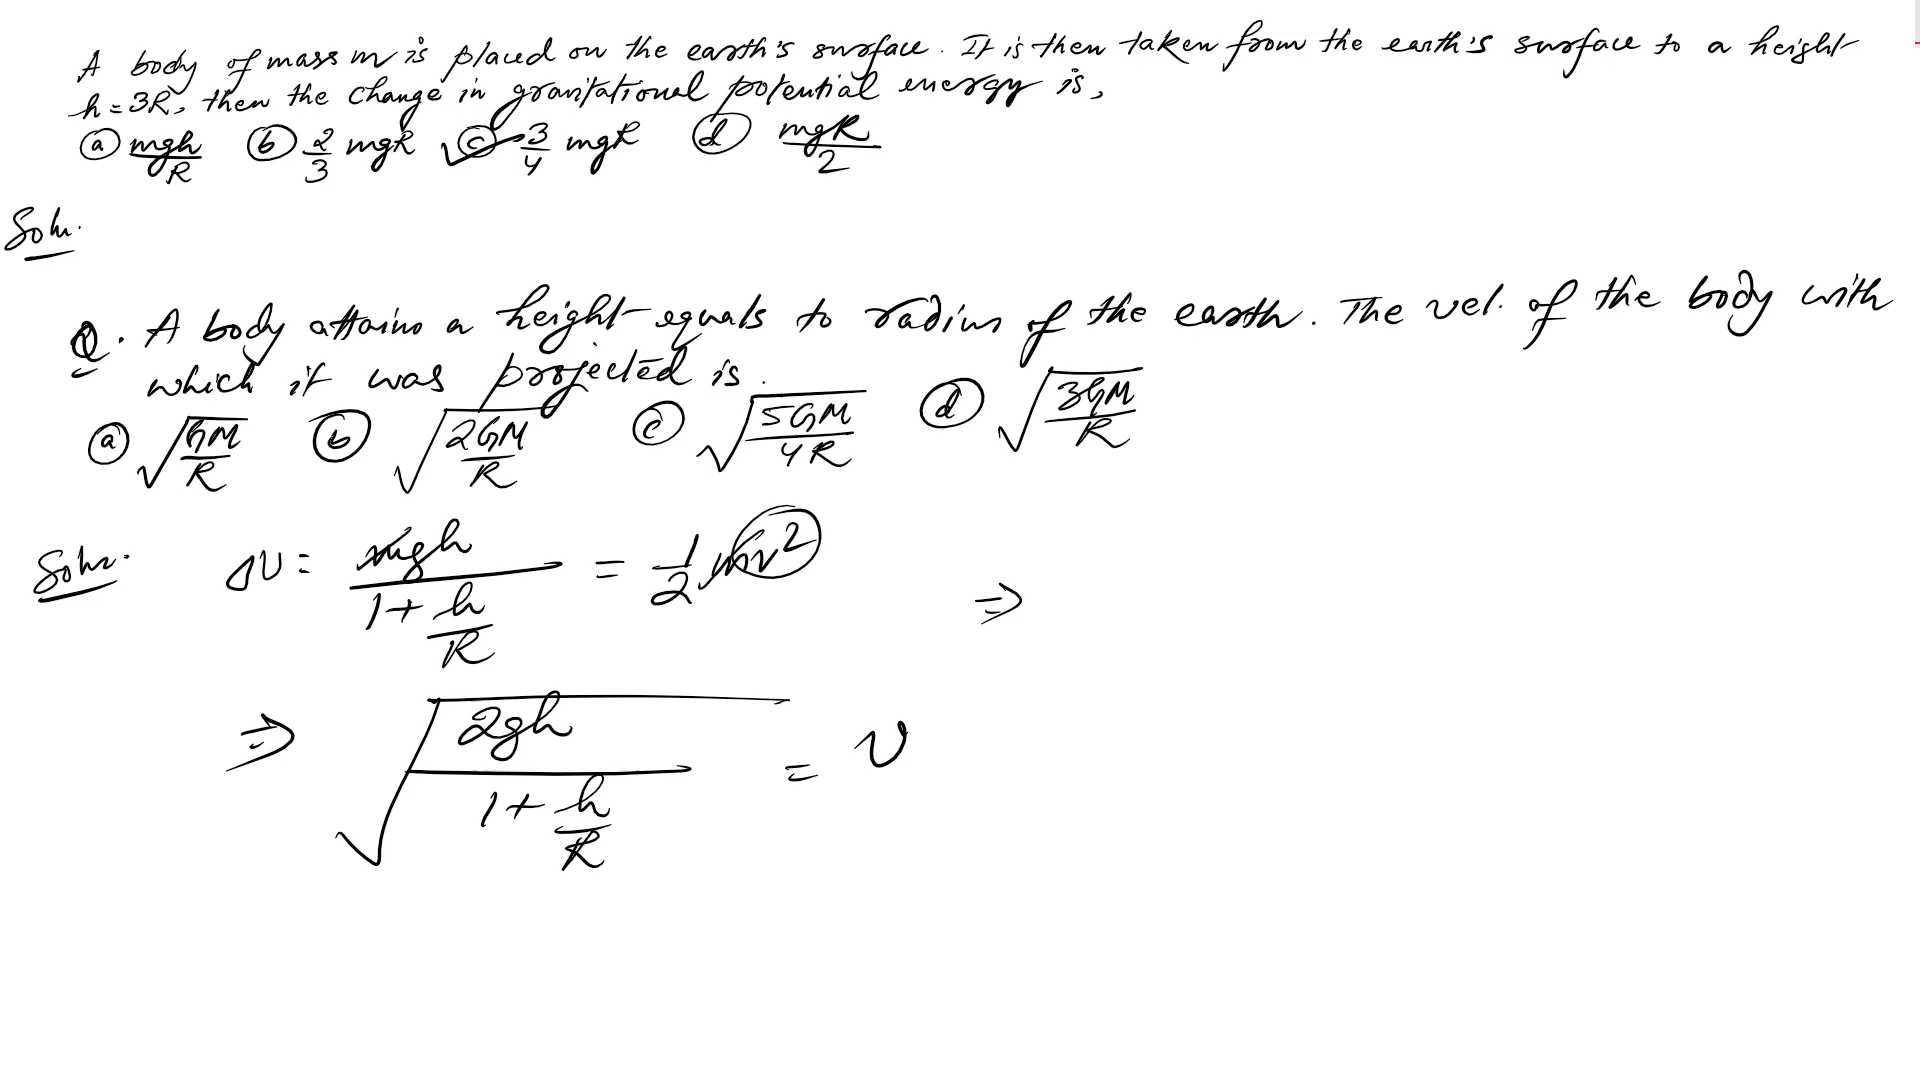 A body of mass m is placed on the earth's surface. It is then taken from the earth's surface to a height
h = 3R, then the change in gravitational potential energy is,
(a) mgh/R (b) 2/3 mgR (c) 3/4 mgR (d) mgR/2
Soln.
Q. A body attains a height equals to radius of the earth. The vel. of the body with
which it was projected is.
(a) √(GM/R) (b) √(2GM/R) (c) √(5GM/4R) (d) √(3GM/R)
Soln. ΔU = mgh/(1 + h/R) = 1/2 mv² ⇒
⇒ √(2gh/(1 + h/R)) = v